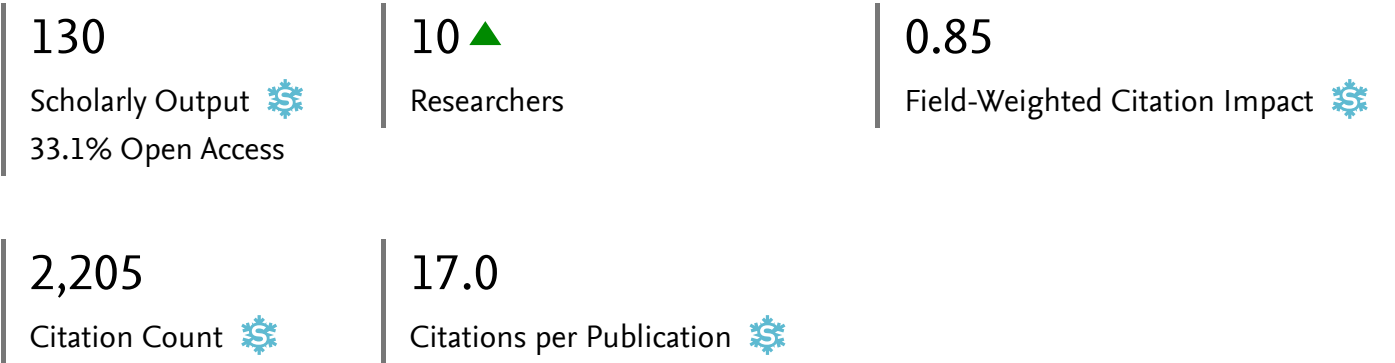 130
Scholarly Output
33.1% Open Access
10
Researchers
0.85
Field-Weighted Citation Impact
2,205
Citation Count
17.0
Citations per Publication